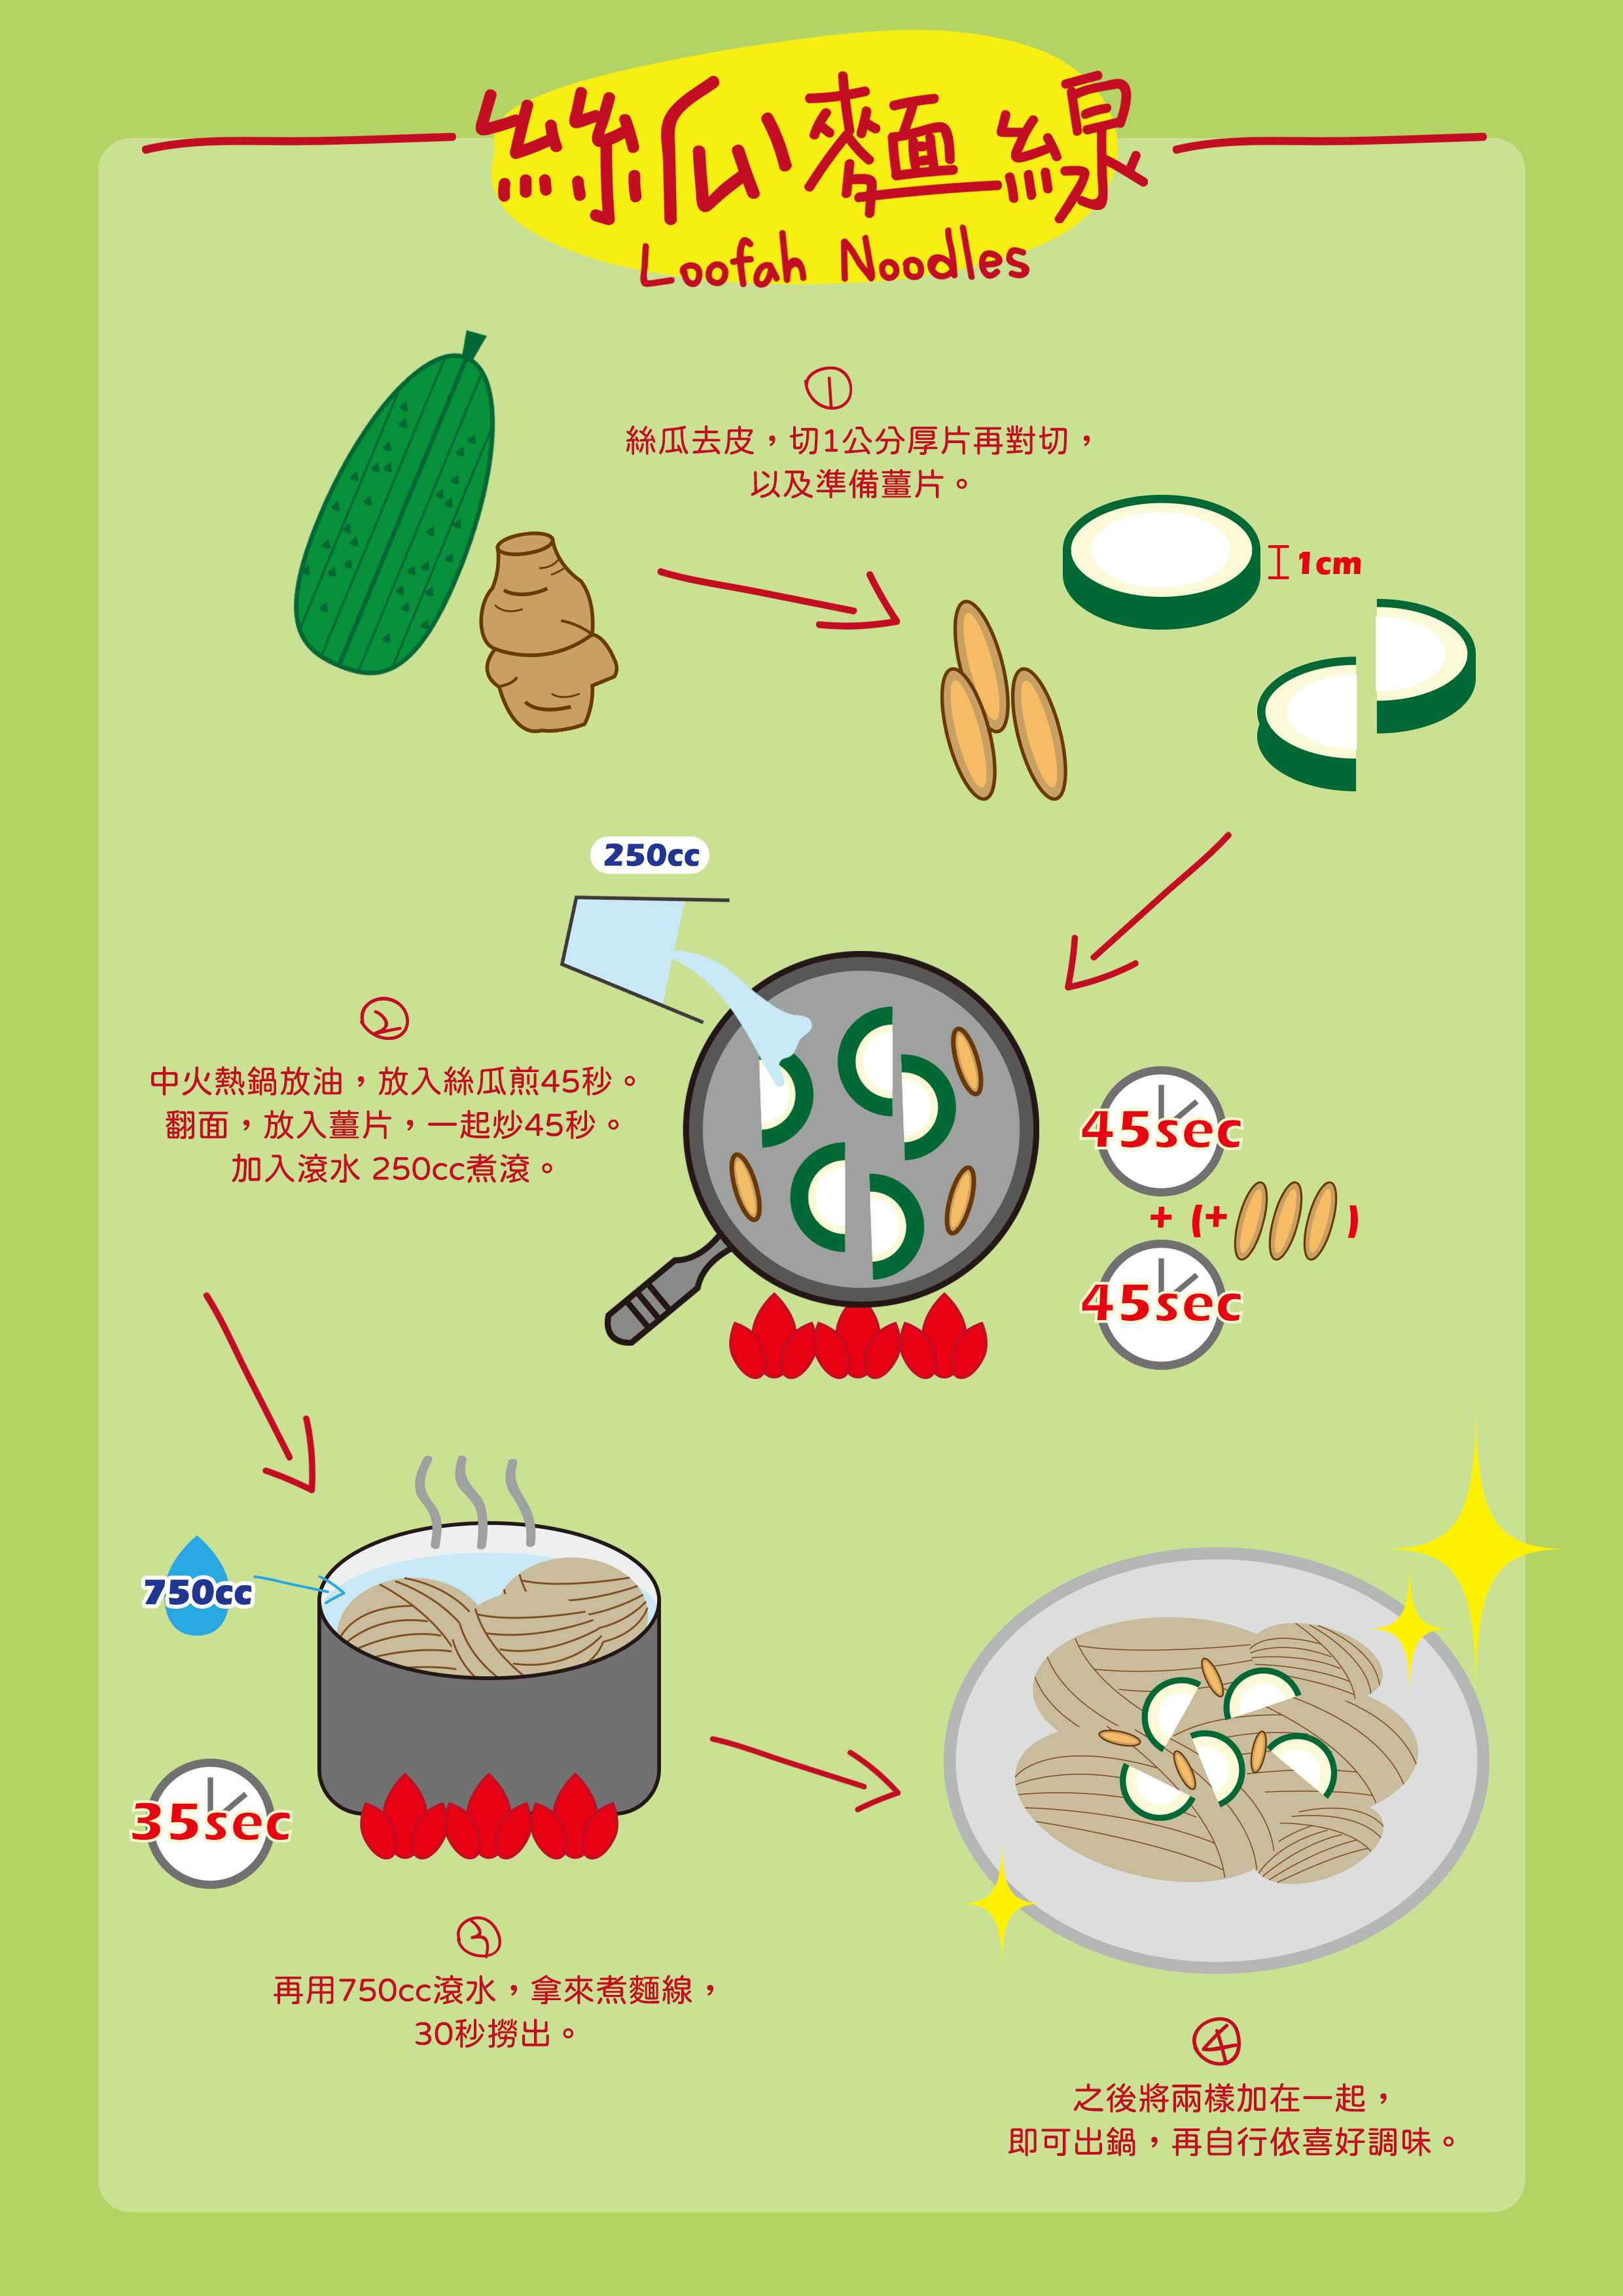 絲瓜麵線
Loofah Noodles
1
絲瓜去皮，切1公分厚片再對切，
以及準備薑片。
1cm
250cc
2
中火熱鍋放油，放入絲瓜煎45秒。
翻面，放入薑片，一起炒45秒。
加入滾水 250cc煮滾。
45sec
+ (+ )
45sec
750cc
35sec
3
再用750cc滾水，拿來煮麵線，
30秒撈出。
4
之後將兩樣加在一起，
即可出鍋，再自行依喜好調味。